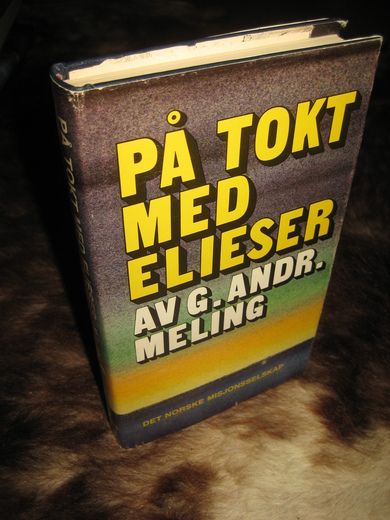 PÅ TOKT
MED
ELIESER
AV G. ANDR.
MELING
DET NORSKE MISJONSSELSKAP
PÅ TOKT MED ELIESER